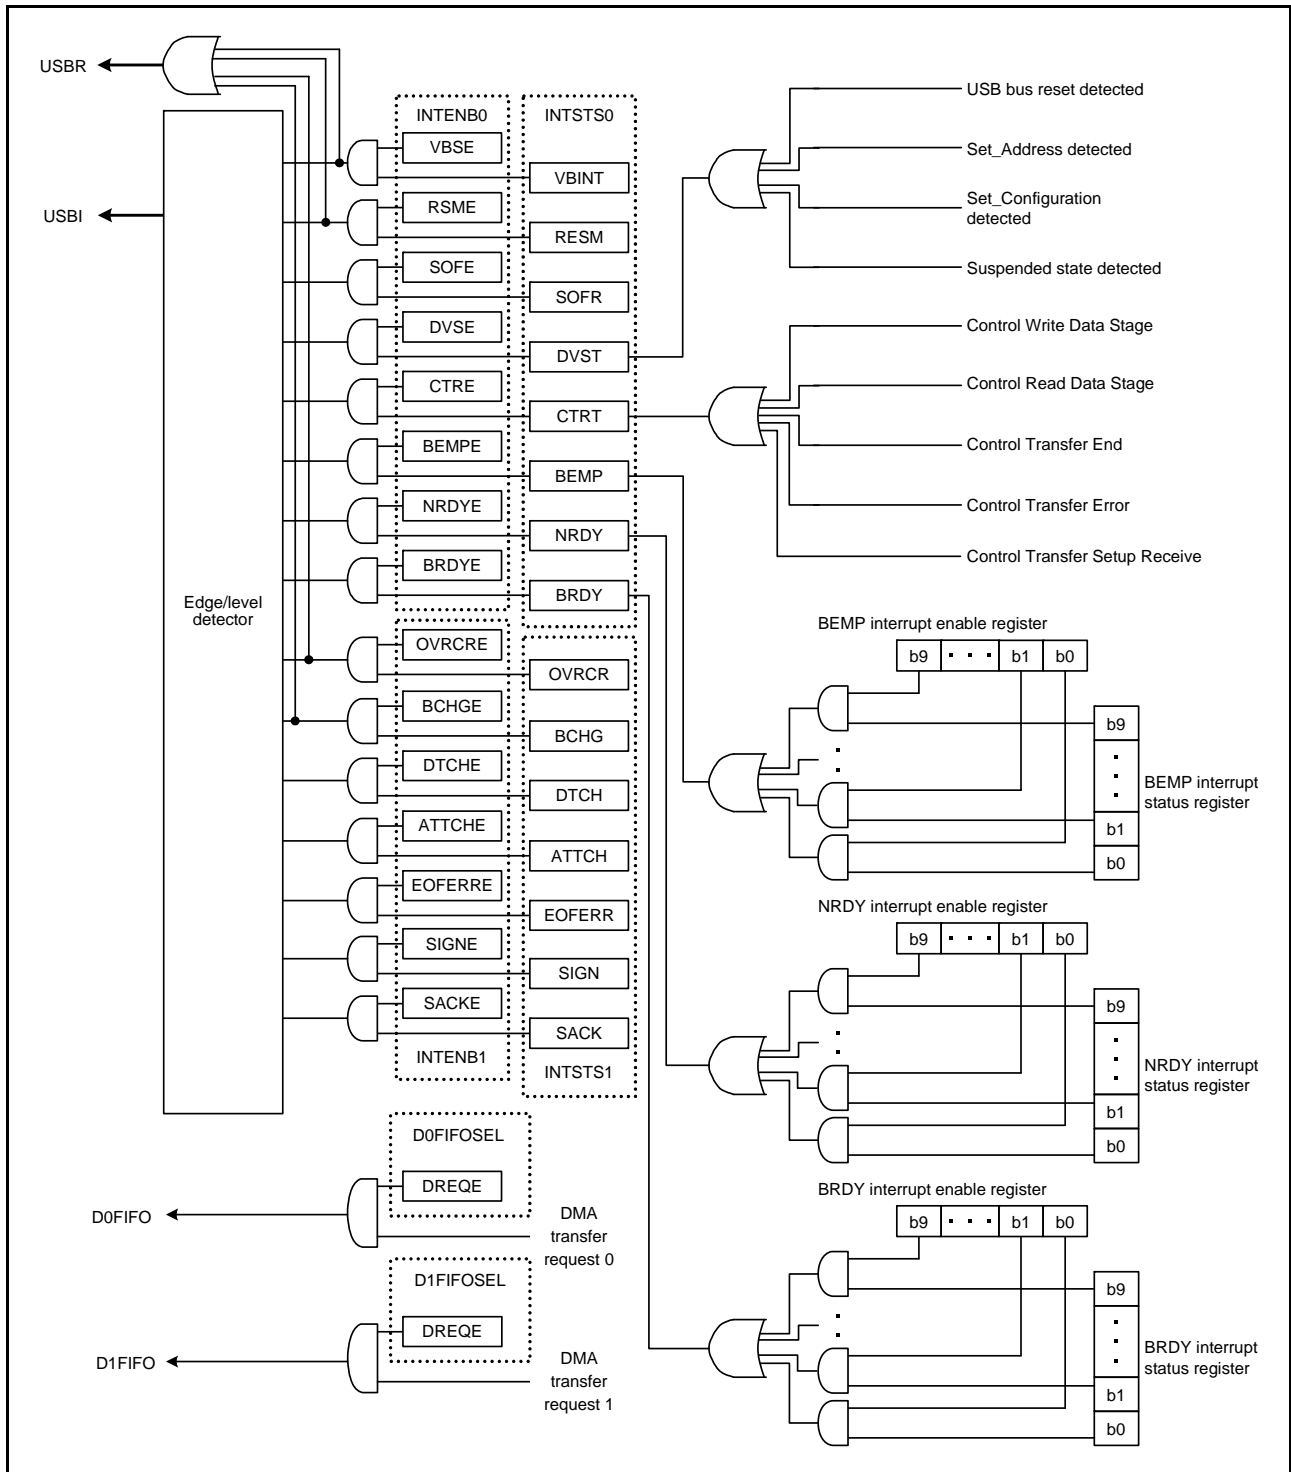 USBR
USBI
Edge/level
detector
INTENB0
VBSE
RSME
SOFE
DVSE
CTRE
BEMPE
NRDYE
BRDYE
OVRCRE
BCHGE
DTCHE
ATTCHE
EOFERRE
SIGNE
SACKE
INTENB1
INTSTS0
VBINT
RESM
SOFR
DVST
CTRT
BEMP
NRDY
BRDY
OVRCR
BCHG
DTCH
ATTCH
EOFERR
SIGN
SACK
INTSTS1
USB bus reset detected
Set_Address detected
Set_Configuration
detected
Suspended state detected
Control Write Data Stage
Control Read Data Stage
Control Transfer End
Control Transfer Error
Control Transfer Setup Receive
BEMP interrupt enable register
b9 · · · b1 b0
b9
·
·
·
b1
b0
BEMP interrupt
status register
NRDY interrupt enable register
b9 · · · b1 b0
b9
·
·
·
b1
b0
NRDY interrupt
status register
BRDY interrupt enable register
b9 · · · b1 b0
b9
·
·
·
b1
b0
BRDY interrupt
status register
D0FIFOSEL
DREQE
D0FIFO
DMA
transfer
request 0
D1FIFOSEL
DREQE
D1FIFO
DMA
transfer
request 1